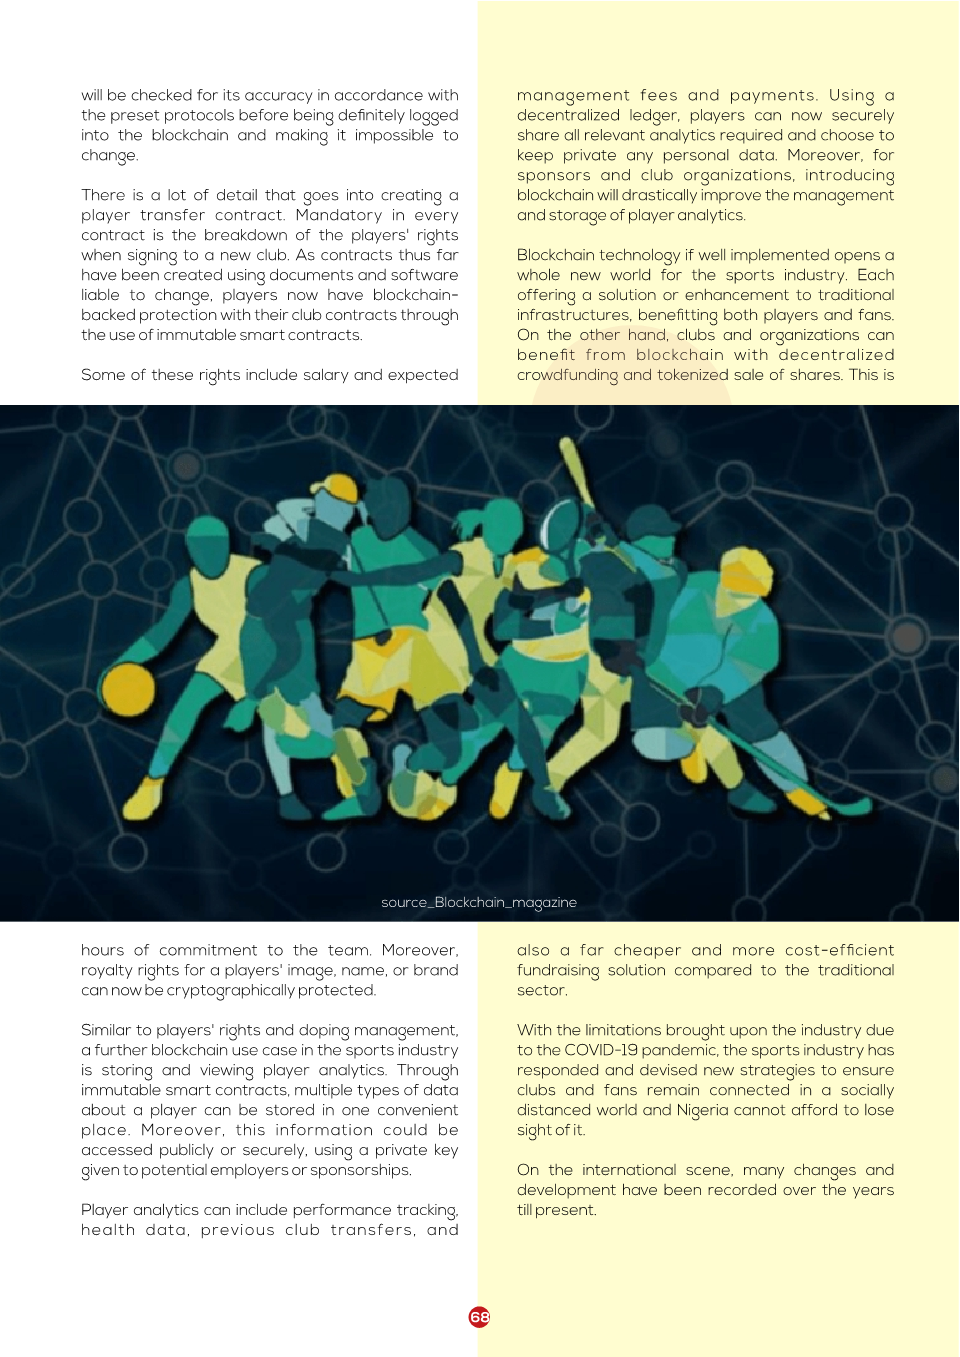 will be checked for its accuracy in accordance with
the preset protocols before being definitely logged
into the blockchain and making it impossible to
change.
There is a lot of detail that goes into creating a
player transfer contract. Mandatory in every
contract is the breakdown of the players' rights
when signing to a new club. As contracts thus far
have been created using documents and software
liable to change, players now have blockchain-
backed protection with their club contracts through
the use of immutable smart contracts.
Some of these rights include salary and expected
hours of commitment to the team. Moreover,
royalty rights for a players' image, name, or brand
can now be cryptographically protected.
Similar to players' rights and doping management,
a further blockchain use case in the sports industry
is storing and viewing player analytics. Through
immutable smart contracts, multiple types of data
about a player can be stored in one convenient
place. Moreover, this information could be
accessed publicly or securely, using a private key
given to potential employers or sponsorships.
Player analytics can include performance tracking,
health data, previous club transfers, and
management fees and payments. Using a
decentralized ledger, players can now securely
share all relevant analytics required and choose to
keep private any personal data. Moreover, for
sponsors and club organizations, introducing
blockchain will drastically improve the management
and storage of player analytics.
Blockchain technology if well implemented opens a
whole new world for the sports industry. Each
offering a solution or enhancement to traditional
infrastructures, benefitting both players and fans.
On the other hand, clubs and organizations can
benefit from blockchain with decentralized
crowdfunding and tokenized sale of shares. This is
also a far cheaper and more cost-efficient
fundraising solution compared to the traditional
sector.
With the limitations brought upon the industry due
to the COVID-19 pandemic, the sports industry has
responded and devised new strategies to ensure
clubs and fans remain connected in a socially
distanced world and Nigeria cannot afford to lose
sight of it.
On the international scene, many changes and
development have been recorded over the years
till present.
source_Blockchain_magazine
68